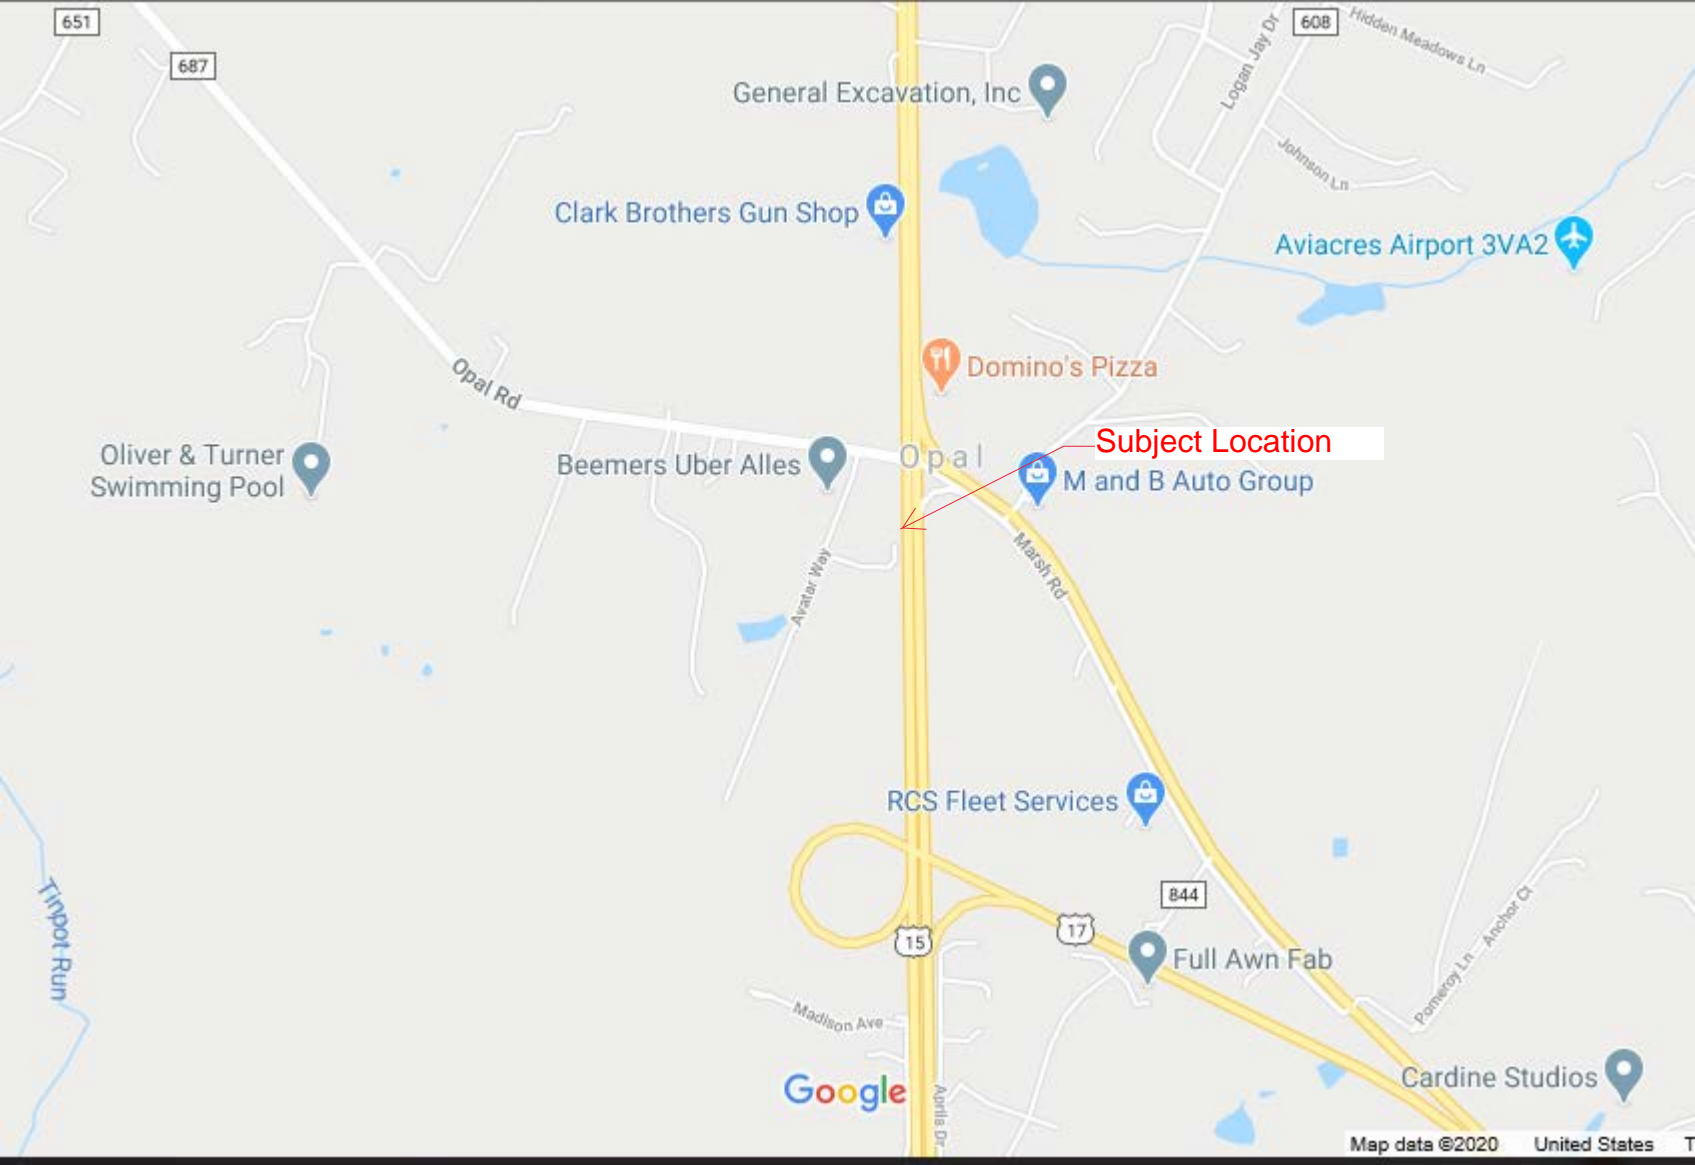 651
608
Hidden Meadows Ln
687
Logan Jay Dr
General Excavation, Inc
Johnson Ln
Clark Brothers Gun Shop
Aviacres Airport 3VA2
Domino's Pizza
Opal Rd
Subject Location
Oliver & Turner
Swimming Pool
Beemers Uber Alles
Opal
M and B Auto Group
Marsh Rd
Avatar Way
RCS Fleet Services
844
Tinpot Run
15
17
Anchor Ct
Full Awn Fab
Pomeroy Ln
Madison Ave
Google
Aprils Dr
Cardine Studios
Map data ©2020 United States T